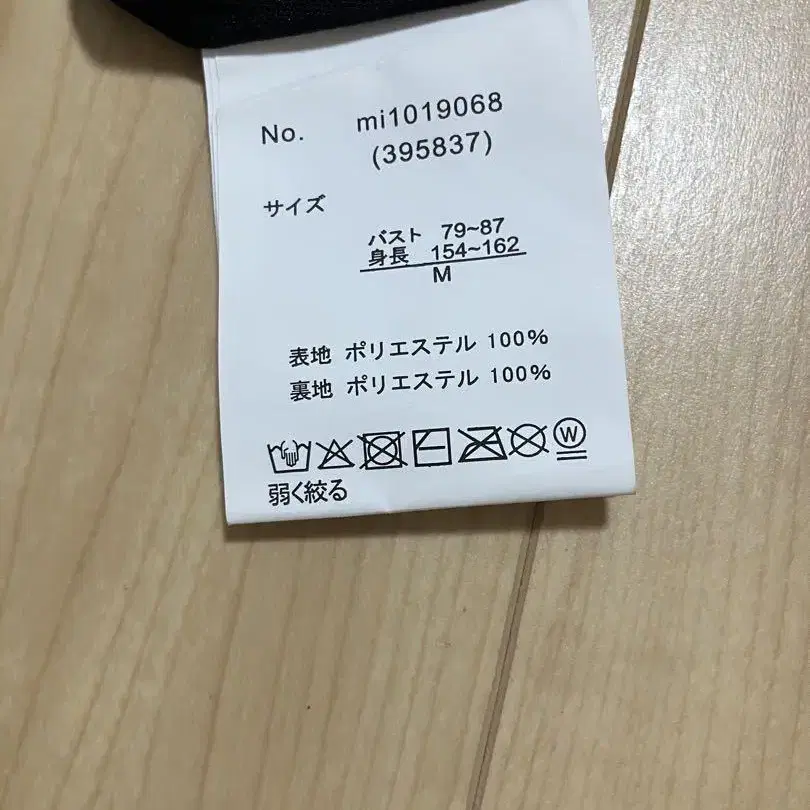 No. mi1019068
(395837)
サイズ
バスト 79~87
身長 154~162
M
表地 ポリエステル 100%
裏地 ポリエステル 100%
W
弱く絞る